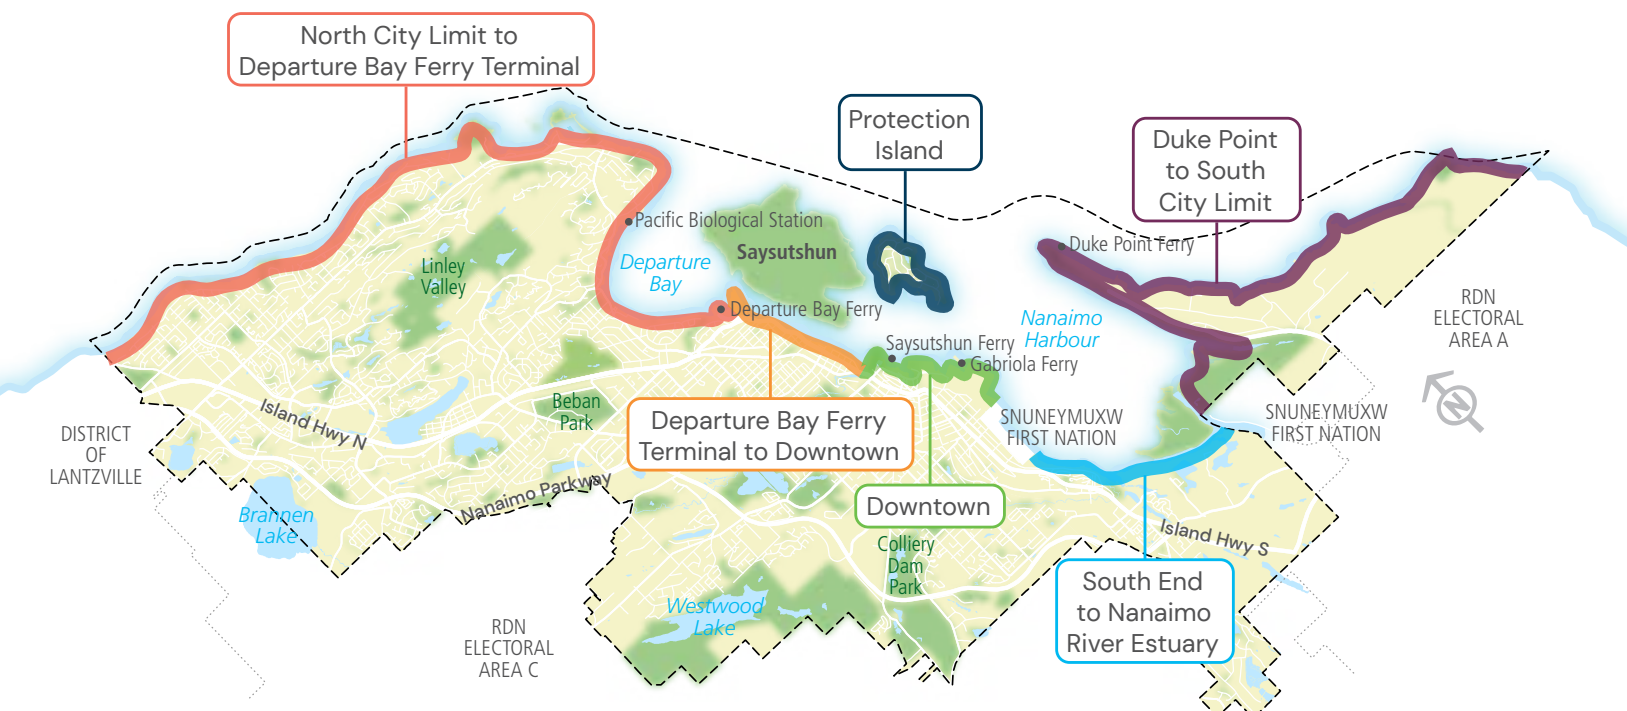 North City Limit to
Departure Bay Ferry Terminal
Protection
Island
Duke Point
to South
City Limit
Pacific Biological Station
Saysutshun
Duke Point Ferry
Linley
Valley
Departure
Bay
Departure Bay Ferry
Nanaimo
Harbour
RDN
ELECTORAL
AREA A
Saysutshun Ferry
Gabriola Ferry
Beban
Park
Island Hwy N
Departure Bay Ferry
Terminal to Downtown
SNUNEYMUXW
FIRST NATION
SNUNEYMUXW
FIRST NATION
N
DISTRICT
OF
LANTZVILLE
Nanaimo Parkway
Brannen
Lake
Downtown
Island Hwy S
Colliery
Dam
Park
South End
to Nanaimo
River Estuary
Westwood
Lake
RDN
ELECTORAL
AREA C